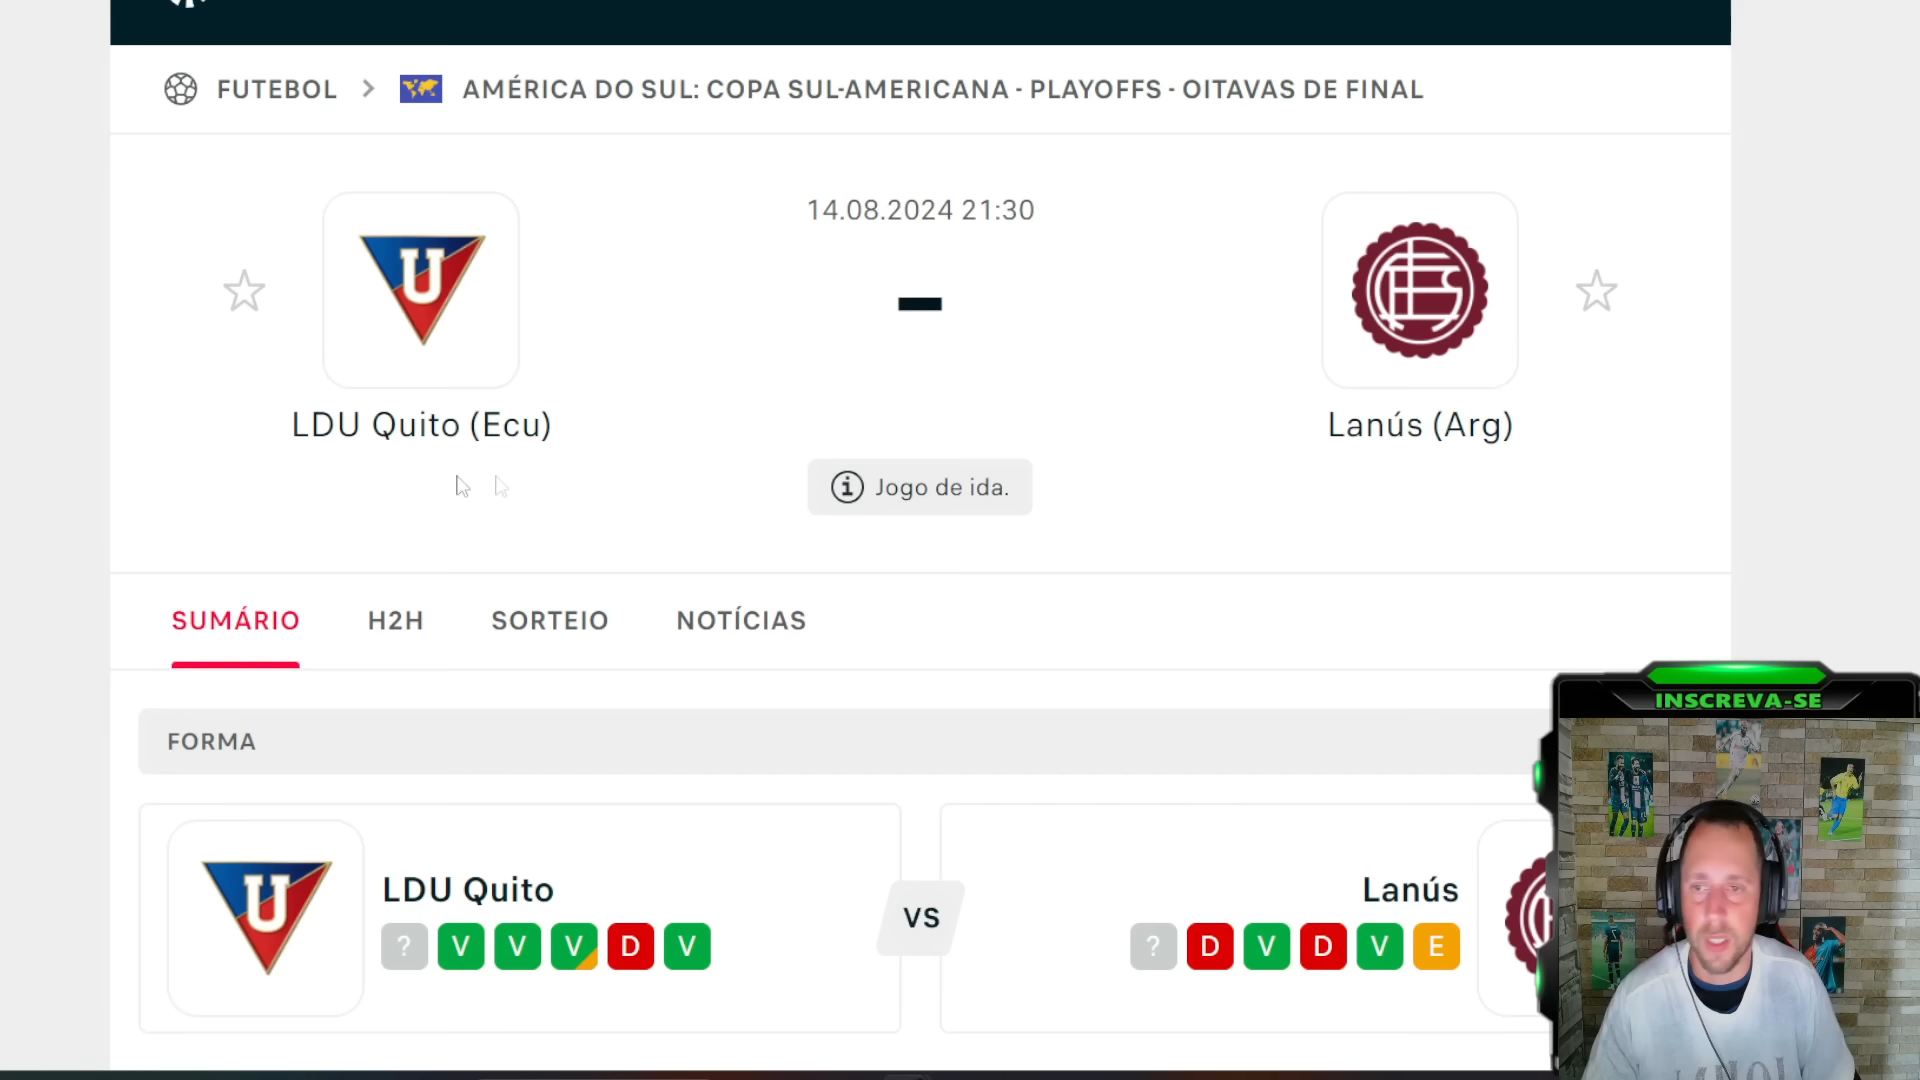 FUTEBOL > AMÉRICA DO SUL: COPA SUL-AMERICANA - PLAYOFFS - OITAVAS DE FINAL
14.08.2024 21:30
U
-
LDU Quito (Ecu)
Lanús (Arg)
i Jogo de ida.
SUMÁRIO H2H SORTEIO NOTÍCIAS
INSCREVA-SE
FORMA
U
LDU Quito
? V V V D V
VS
Lanús
? D V D V E